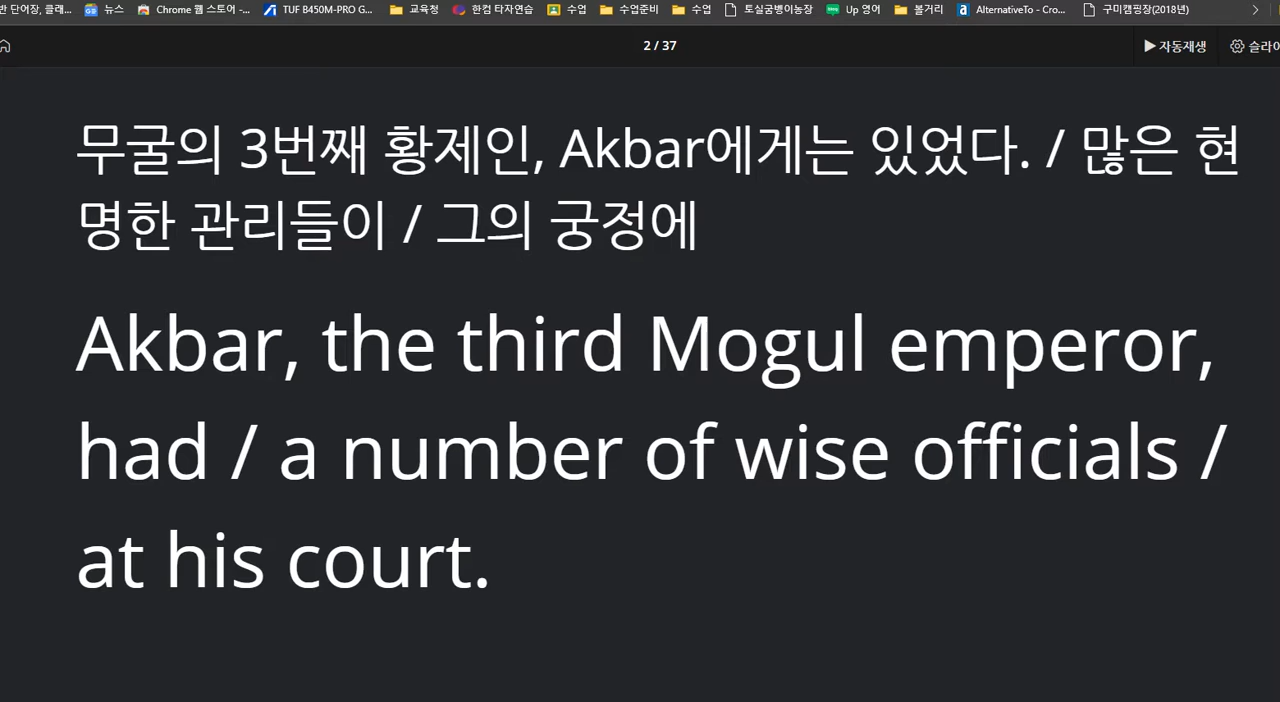 반 단어장, 클래... 뉴스 Chrome 웹 스토어 -... TUF B450M-PRO G... 교육청 한컴 타자연습 수업 수업준비 수업 토실굼벵이농장 Up 영어 볼거리 AlternativeTo - Cro... 구미캠핑장(2018년)
2 / 37 자동재생 슬라이
무굴의 3번째 황제인, Akbar에게는 있었다. / 많은 현
명한 관리들이 / 그의 궁정에
Akbar, the third Mogul emperor,
had / a number of wise officials /
at his court.